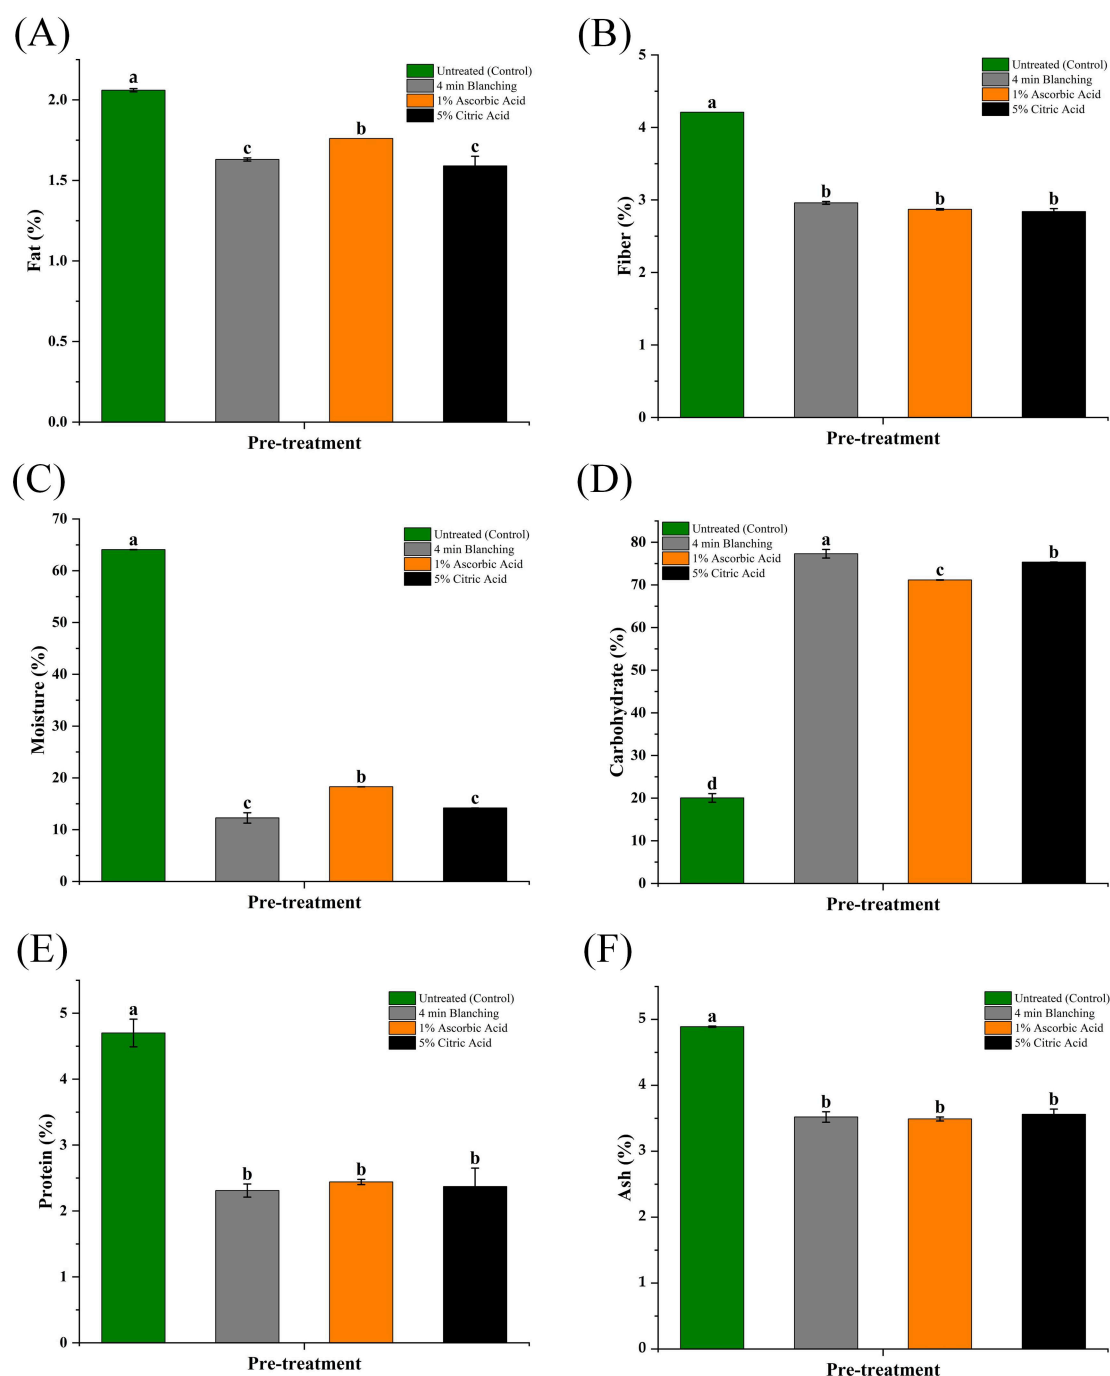 (A)
Fat (%)
2.0
1.5
1.0
0.5
0.0
a
c
b
c
Untreated (Control)
4 min Blanching
1% Ascorbic Acid
5% Citric Acid
Pre-treatment
(B)
Fiber (%)
5
4
3
2
1
0
a
b
b
b
Untreated (Control)
4 min Blanching
1% Ascorbic Acid
5% Citric Acid
Pre-treatment
(C)
Moisture (%)
70
60
50
40
30
20
10
0
a
c
b
c
Untreated (Control)
4 min Blanching
1% Ascorbic Acid
5% Citric Acid
Pre-treatment
(D)
Carbohydrate (%)
80
70
60
50
40
30
20
10
0
Untreated (Control)
4 min Blanching
1% Ascorbic Acid
5% Citric Acid
d
a
c
b
Pre-treatment
(E)
Protein (%)
5
4
3
2
1
0
a
b
b
b
Untreated (Control)
4 min Blanching
1% Ascorbic Acid
5% Citric Acid
Pre-treatment
(F)
Ash (%)
5
4
3
2
1
0
a
b
b
b
Untreated (Control)
4 min Blanching
1% Ascorbic Acid
5% Citric Acid
Pre-treatment